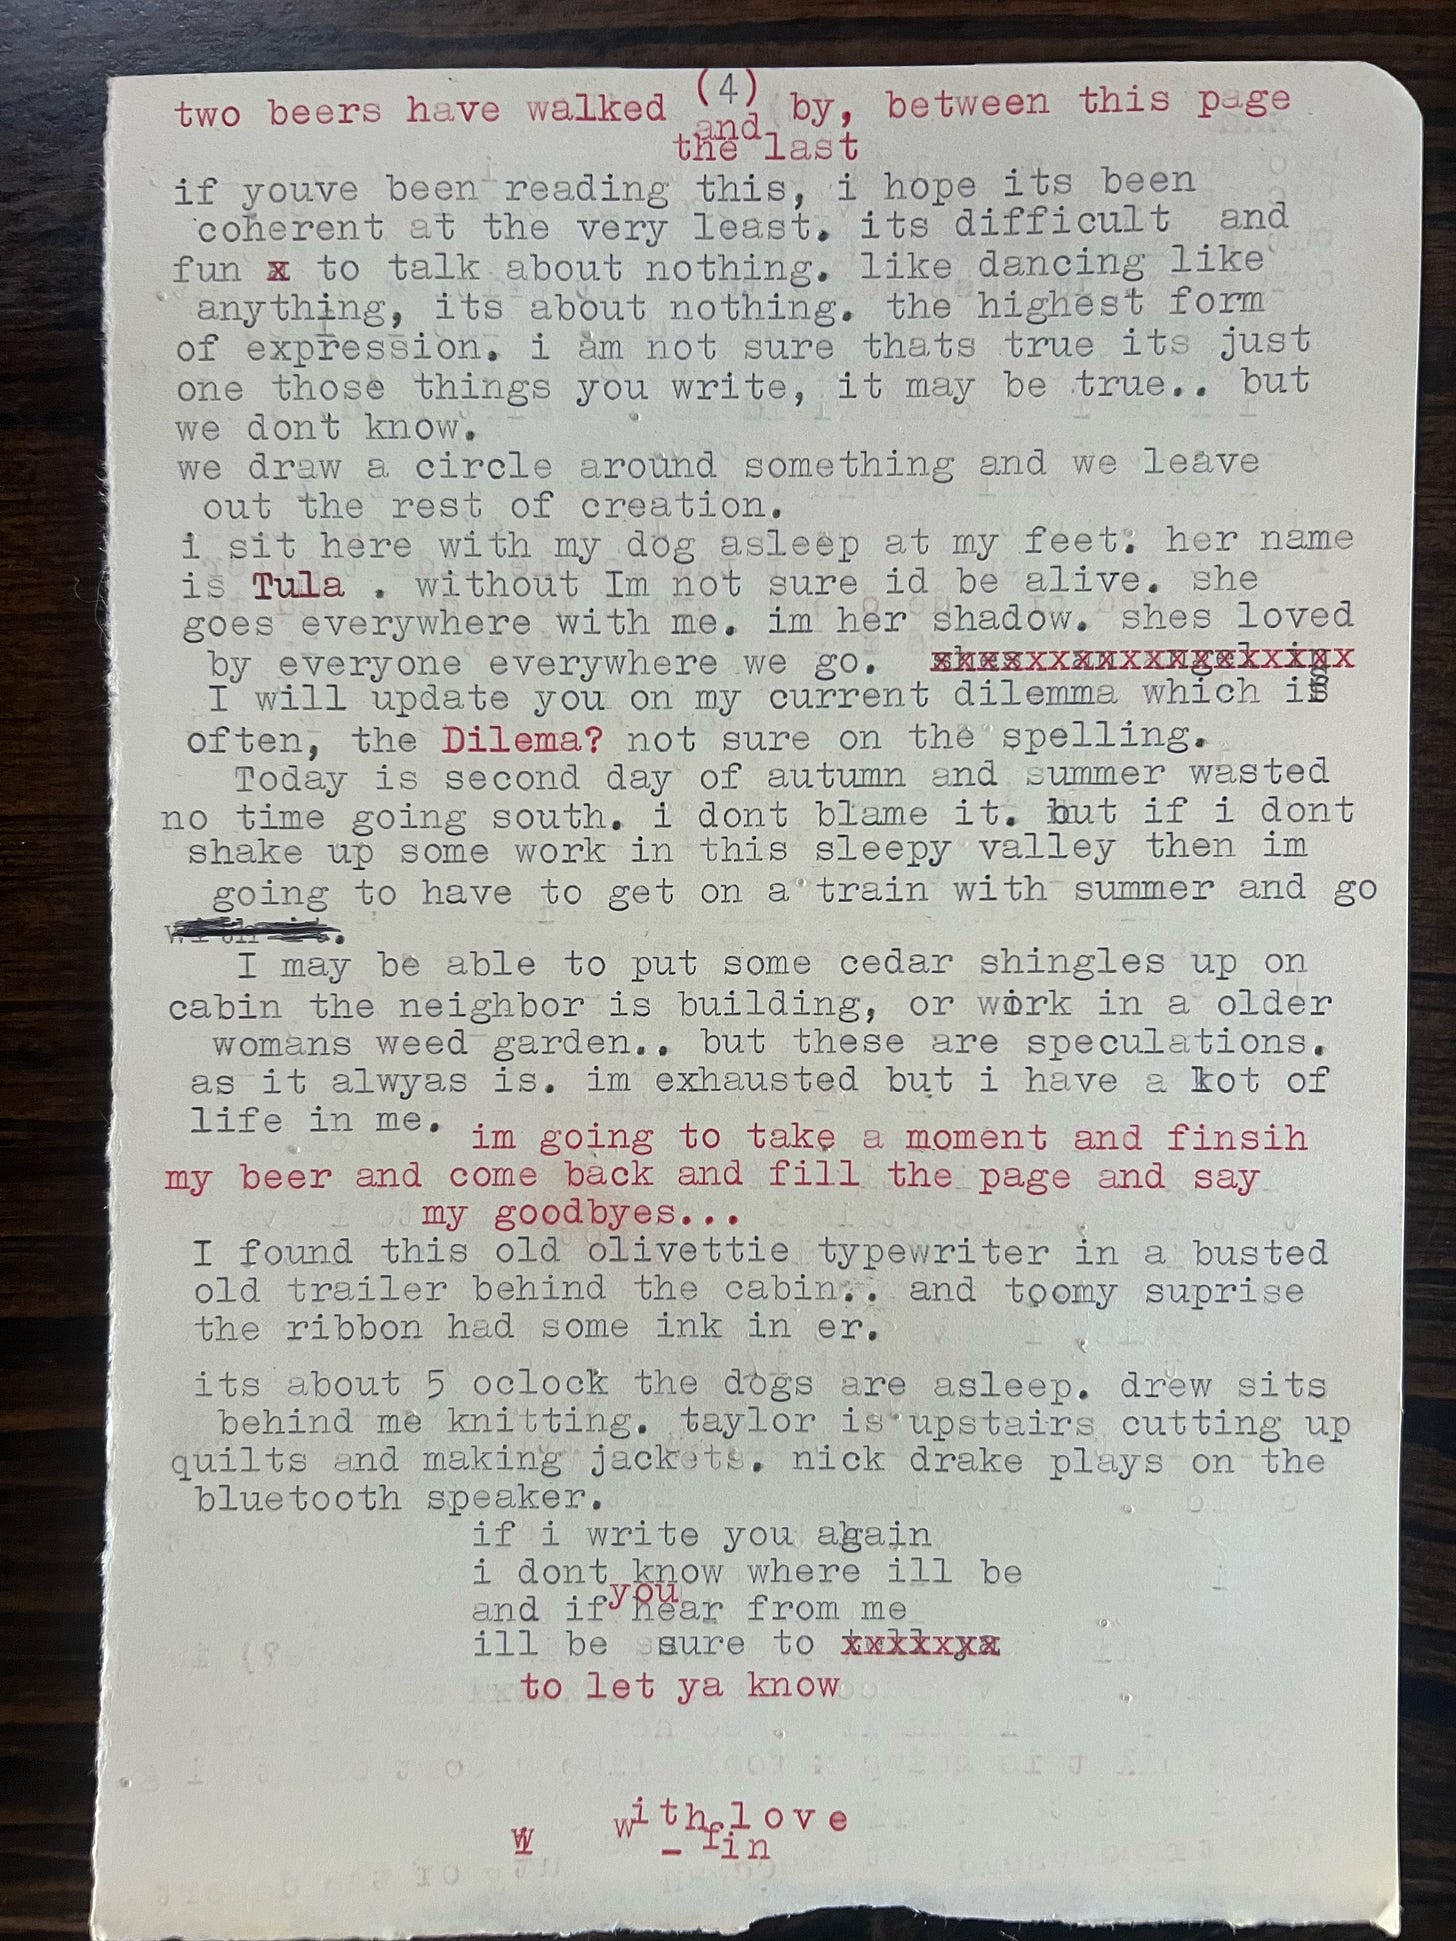 (4)
two beers have walked by, between this page
and
the last
if youve been reading this, i hope its been
coherent at the very least. its difficult and
fun x to talk about nothing. like dancing like
anything, its about nothing. the highest form
of expression. i am not sure thats true its just
one those things you write, it may be true.. but
we dont know.
we draw a circle around something and we leave
out the rest of creation.
i sit here with my dog asleep at my feet. her name
is Tula . without Im not sure id be alive. she
goes everywhere with me. im her shadow. shes loved
by everyone everywhere we go.
I will update you on my current dilemma which is
often, the Dilema? not sure on the spelling.
Today is second day of autumn and summer wasted
no time going south. i dont blame it. but if i dont
shake up some work in this sleepy valley then im
going to have to get on a train with summer and go
with it.
I may be able to put some cedar shingles up on
cabin the neighbor is building, or work in a older
womans weed garden.. but these are speculations.
as it alwyas is. im exhausted but i have a lot of
life in me. im going to take a moment and finsih
my beer and come back and fill the page and say
my goodbyes...
I found this old olivettie typewriter in a busted
old trailer behind the cabin.. and toomy suprise
the ribbon had some ink in er.
its about 5 oclock the dogs are asleep. drew sits
behind me knitting. taylor is upstairs cutting up
quilts and making jackets. nick drake plays on the
bluetooth speaker.
if i write you again
i dont know where ill be
and if you hear from me
ill be sure to
to let ya know
with love
- fin